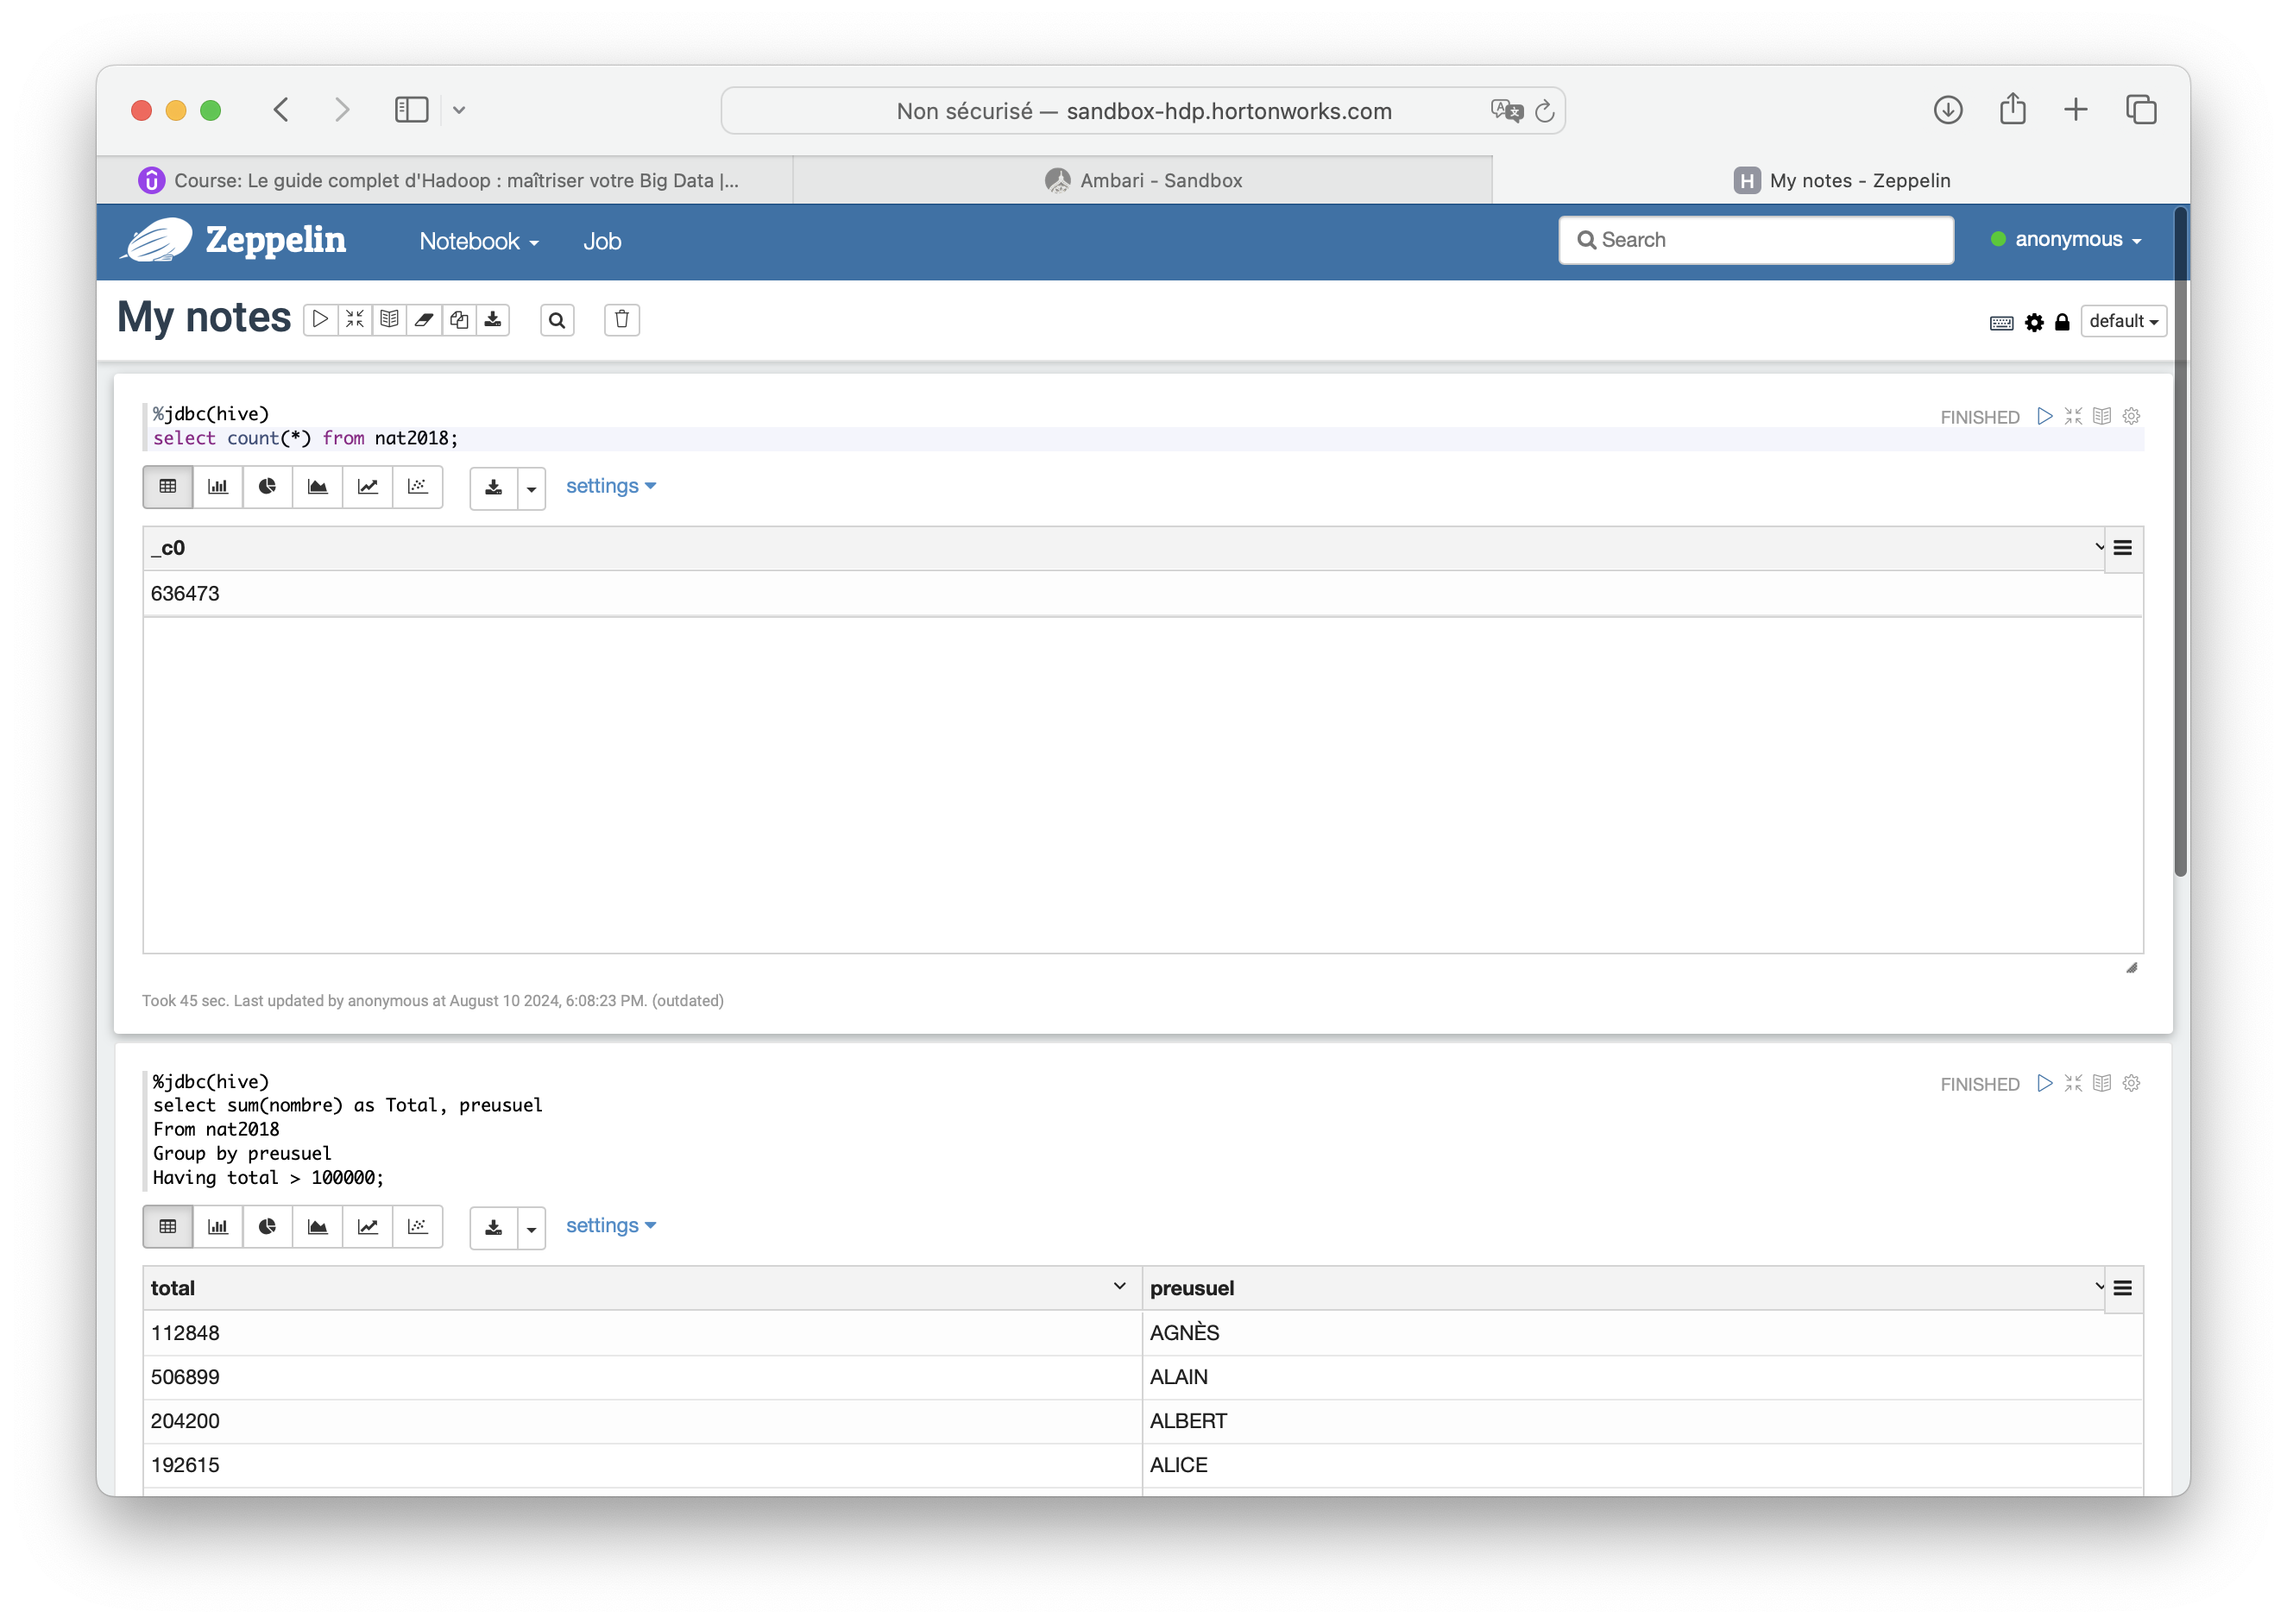 Non sécurisé — sandbox-hdp.hortonworks.com
Course: Le guide complet d'Hadoop : maîtriser votre Big Data |...
Ambari - Sandbox
H My notes - Zeppelin
Zeppelin
Notebook
Job
Search
anonymous
My notes
default
%jdbc(hive)
FINISHED
select count(*) from nat2018;
settings
_c0
636473
Took 45 sec. Last updated by anonymous at August 10 2024, 6:08:23 PM. (outdated)
%jdbc(hive)
FINISHED
select sum(nombre) as Total, preusuel
From nat2018
Group by preusuel
Having total > 100000;
settings
total preusuel
112848 AGNÈS
506899 ALAIN
204200 ALBERT
192615 ALICE